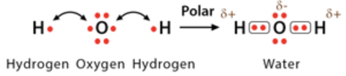 Polar
δ-
H O H δ+ H O H δ+
Hydrogen Oxygen Hydrogen Water